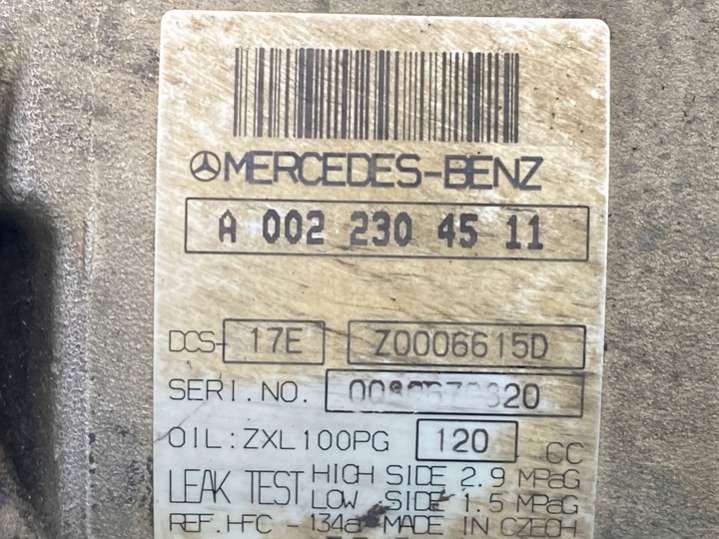 MERCEDES-BENZ
A 002 230 45 11
DCS- 17E Z0006615D
SERI.NO.
OIL:ZXL100PG 120 CC
LEAK TEST HIGH SIDE 2.9 MPaG
LOW SIDE 1.5 MPaG
REF.HFC - 134a MADE IN CZECH